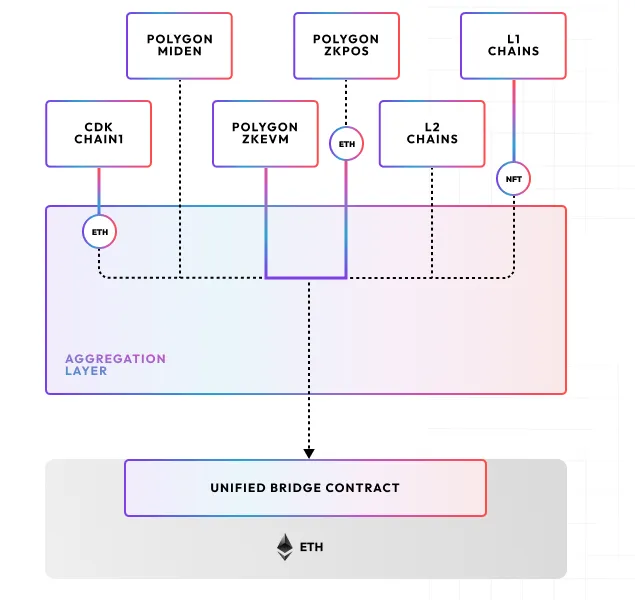 POLYGON
MIDEN
POLYGON
ZKPOS
L1
CHAINS
CDK
CHAIN1
POLYGON
ZKEVM
L2
CHAINS
ETH
NFT
ETH
AGGREGATION
LAYER
UNIFIED BRIDGE CONTRACT
ETH